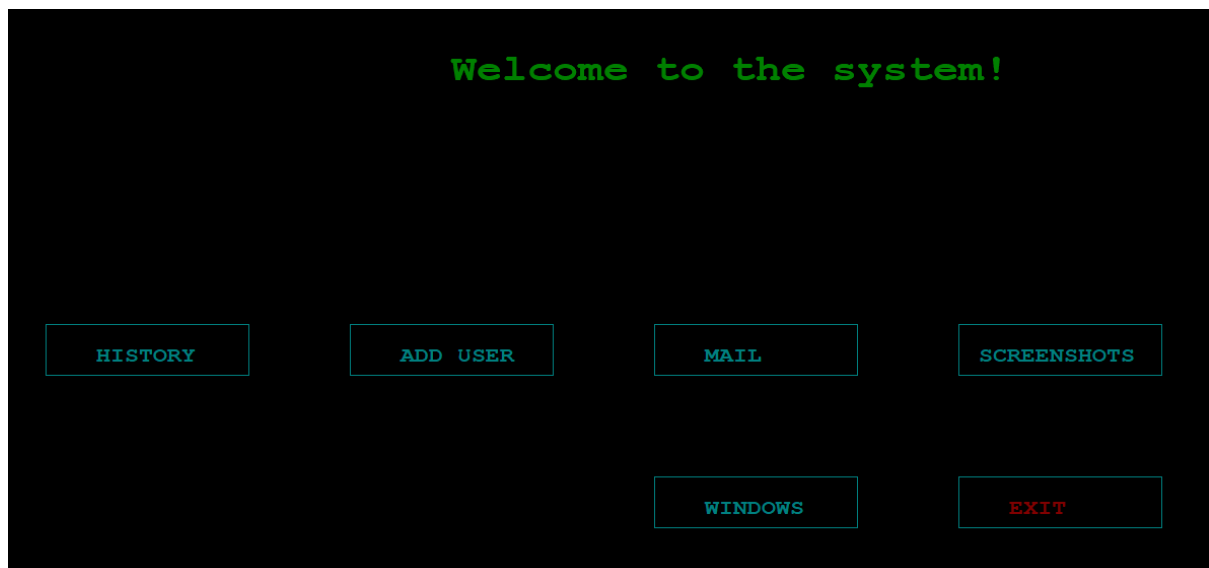 Welcome to the system!
HISTORY
ADD USER
MAIL
SCREENSHOTS
WINDOWS
EXIT